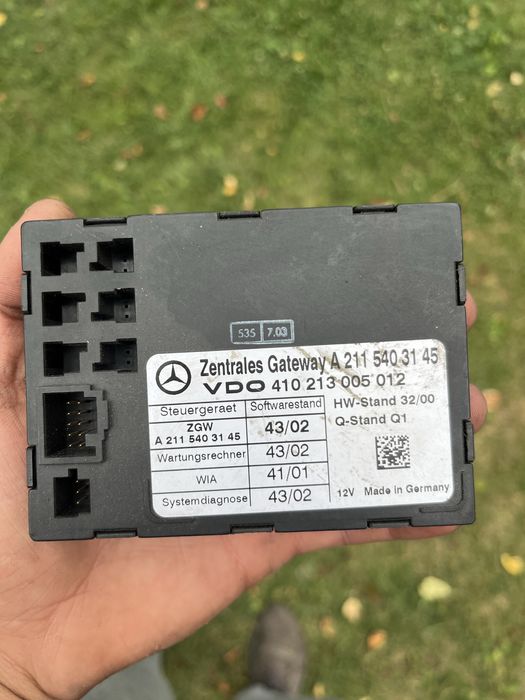 535 7.03
Zentrales Gateway A 211 540 31 45
VDO 410 213 005 012
Steuergeraet Softwarestand HW-Stand 32/00
ZGW 43/02 Q-Stand Q1
A 211 540 31 45
Wartungsrechner 43/02
WIA 41/01
Systemdiagnose 43/02
12V Made in Germany